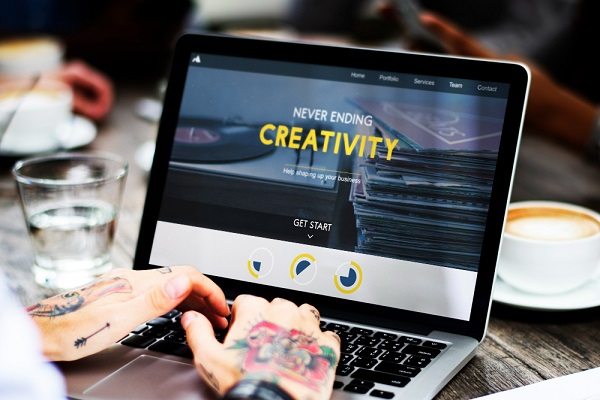 Home Portfolio Services Team Contact
NEVER ENDING
CREATIVITY
Help shaping up your business
GET START